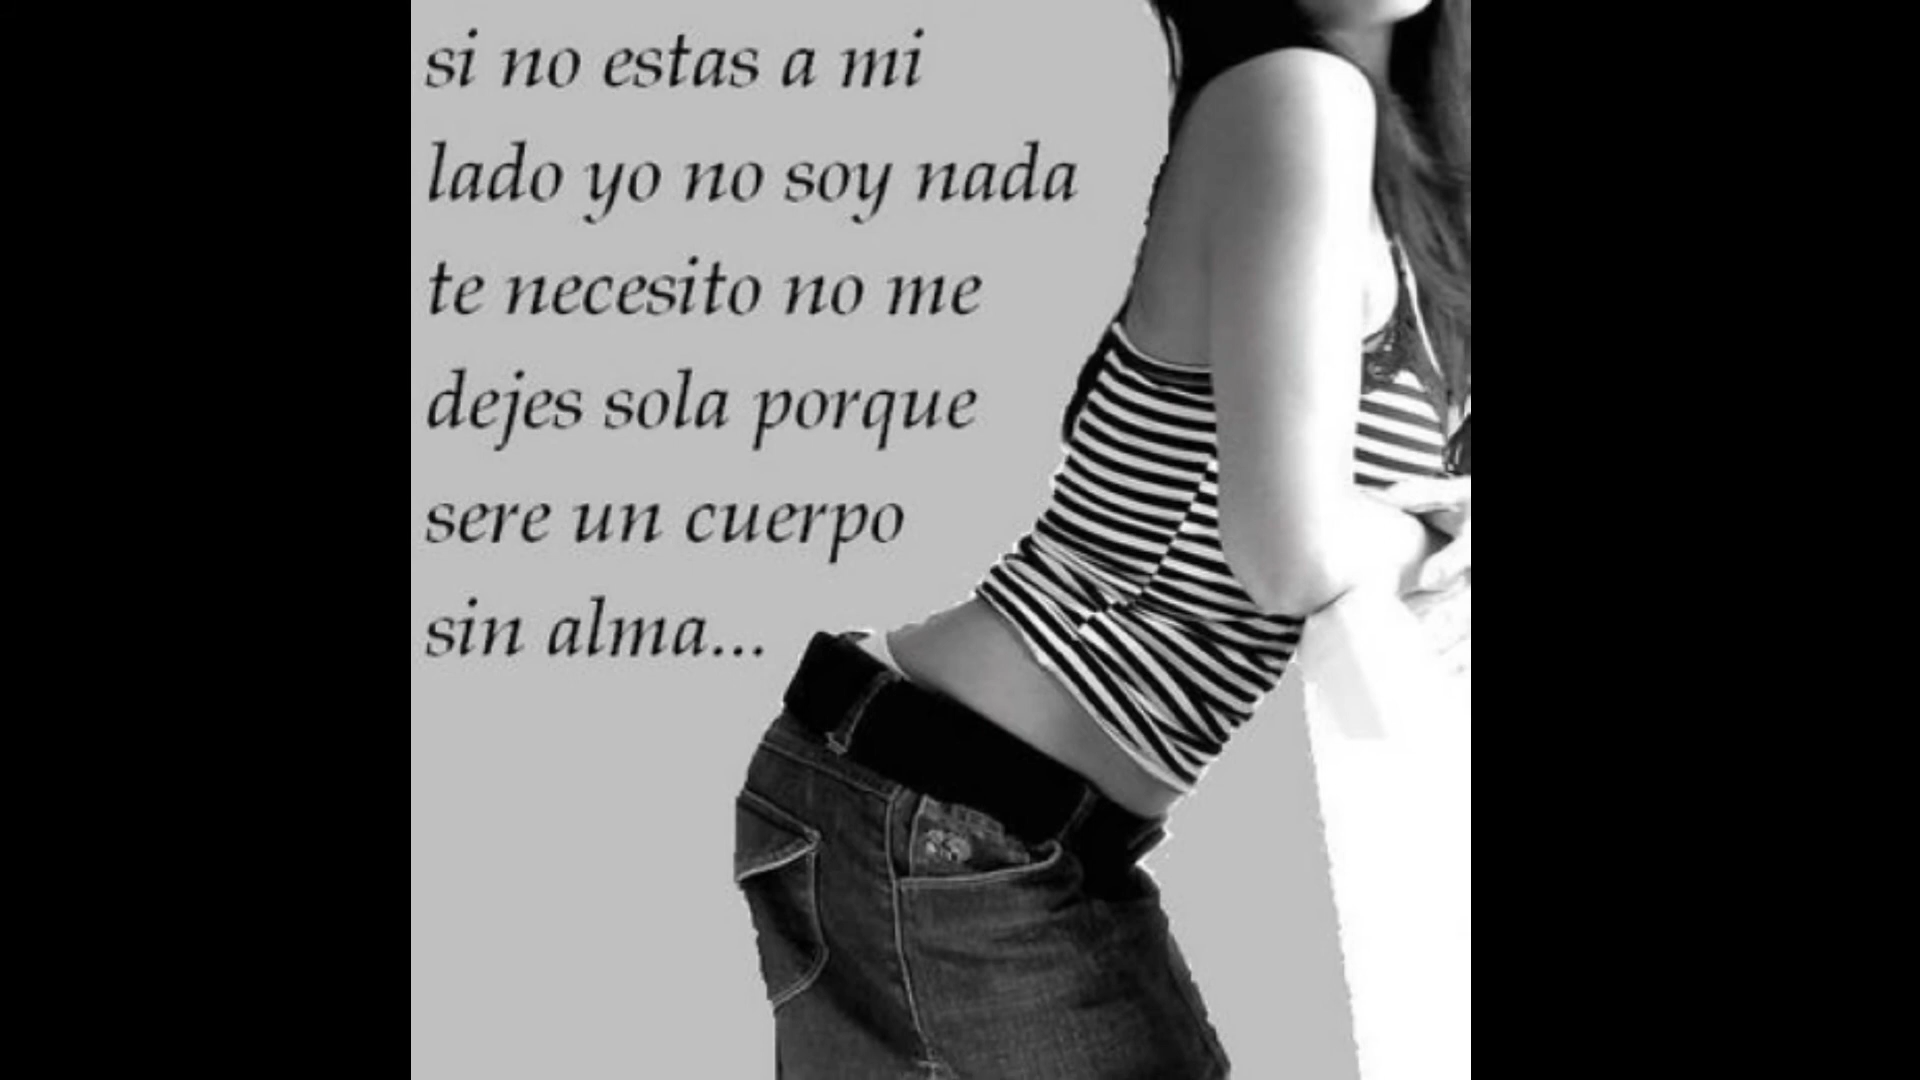 si no estas a mi
lado yo no soy nada
te necesito no me
dejes sola porque
sere un cuerpo
sin alma...